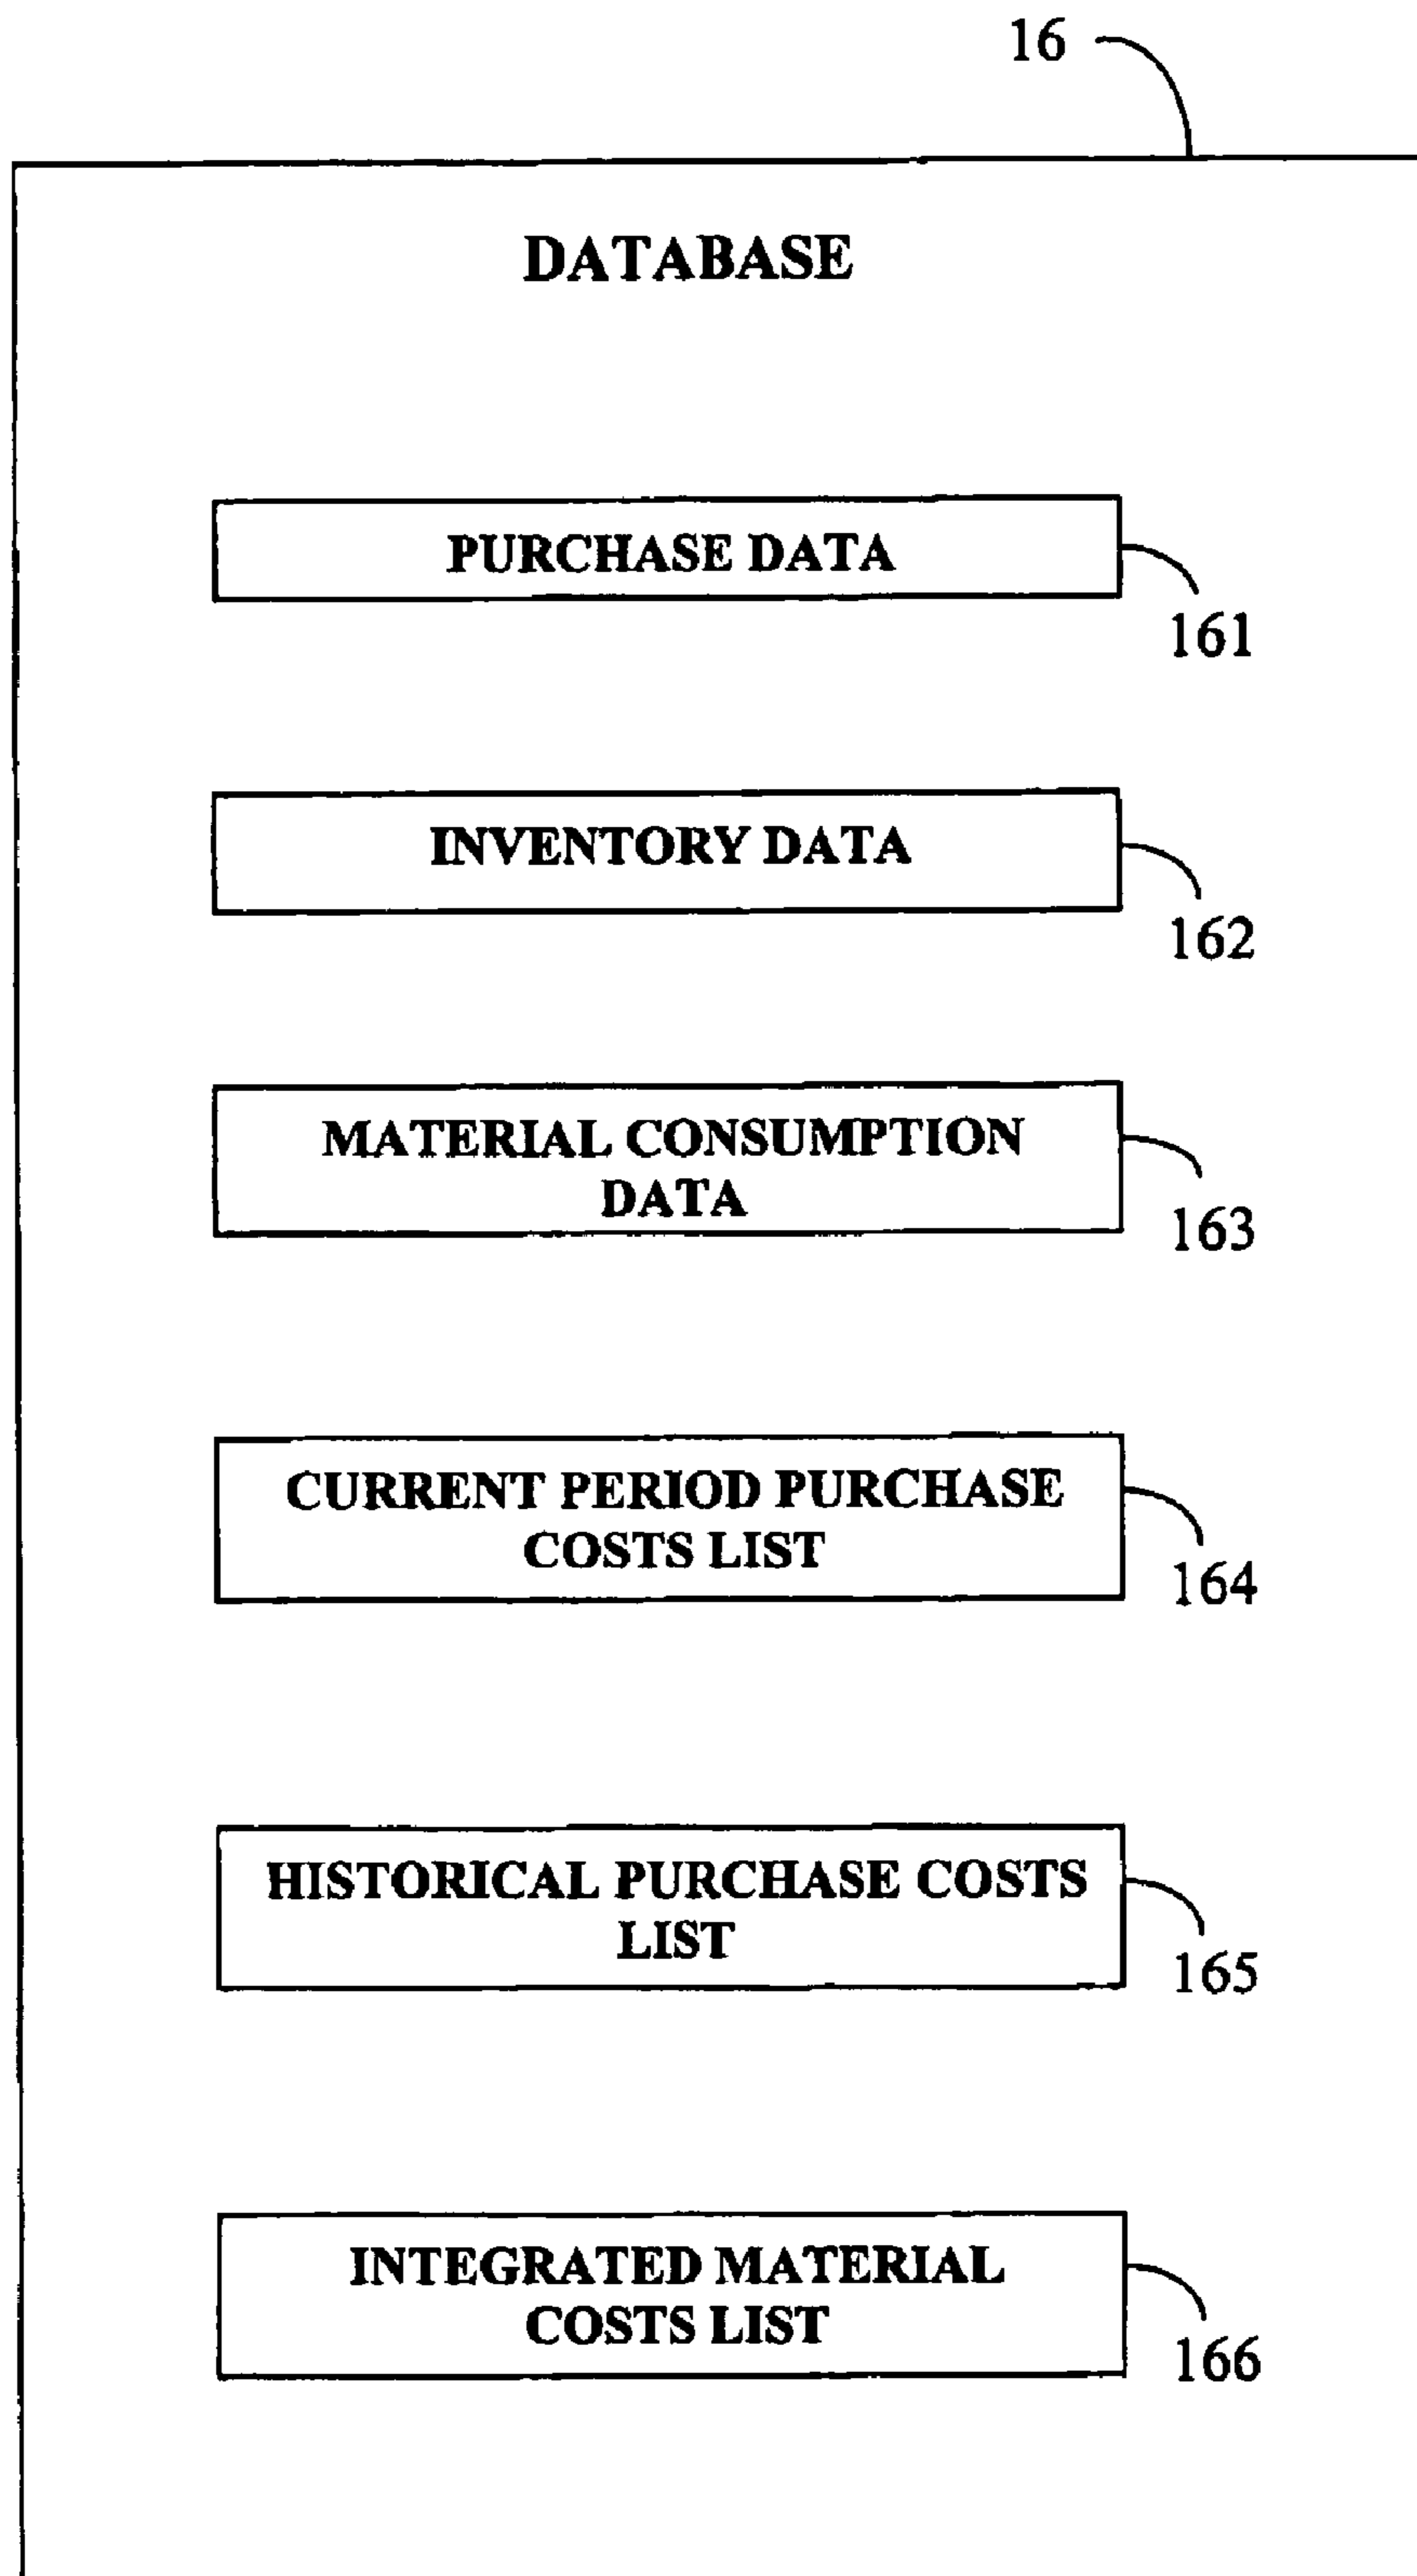 16
DATABASE
PURCHASE DATA
161
INVENTORY DATA
162
MATERIAL CONSUMPTION
DATA
163
CURRENT PERIOD PURCHASE
COSTS LIST
164
HISTORICAL PURCHASE COSTS
LIST
165
INTEGRATED MATERIAL
COSTS LIST
166